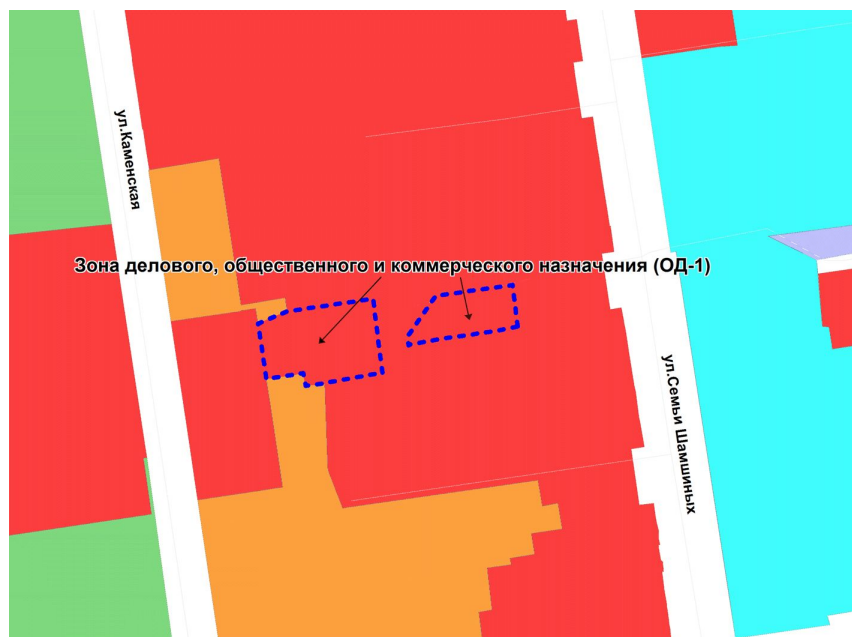 ул.Каменская
Зона делового, общественного и коммерческого назначения (ОД-1)
ул.Семьи Шамшиных